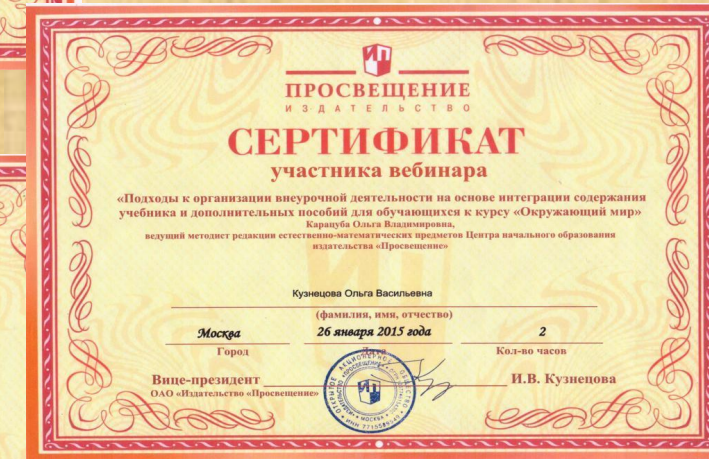 ИП
ПРОСВЕЩЕНИЕ
ИЗДАТЕЛЬСТВО
СЕРТИФИКАТ
участника вебинара
«Подходы к организации внеурочной деятельности на основе интеграции содержания
учебника и дополнительных пособий для обучающихся к курсу «Окружающий мир»
Карацуба Ольга Владимировна,
ведущий методист редакции естественно-математических предметов Центра начального образования
издательства «Просвещение»
Кузнецова Ольга Васильевна
(фамилия, имя, отчество)
Москва 26 января 2015 года 2
Город Дата Кол-во часов
Вице-президент И.В. Кузнецова
ОАО «Издательство «Просвещение»